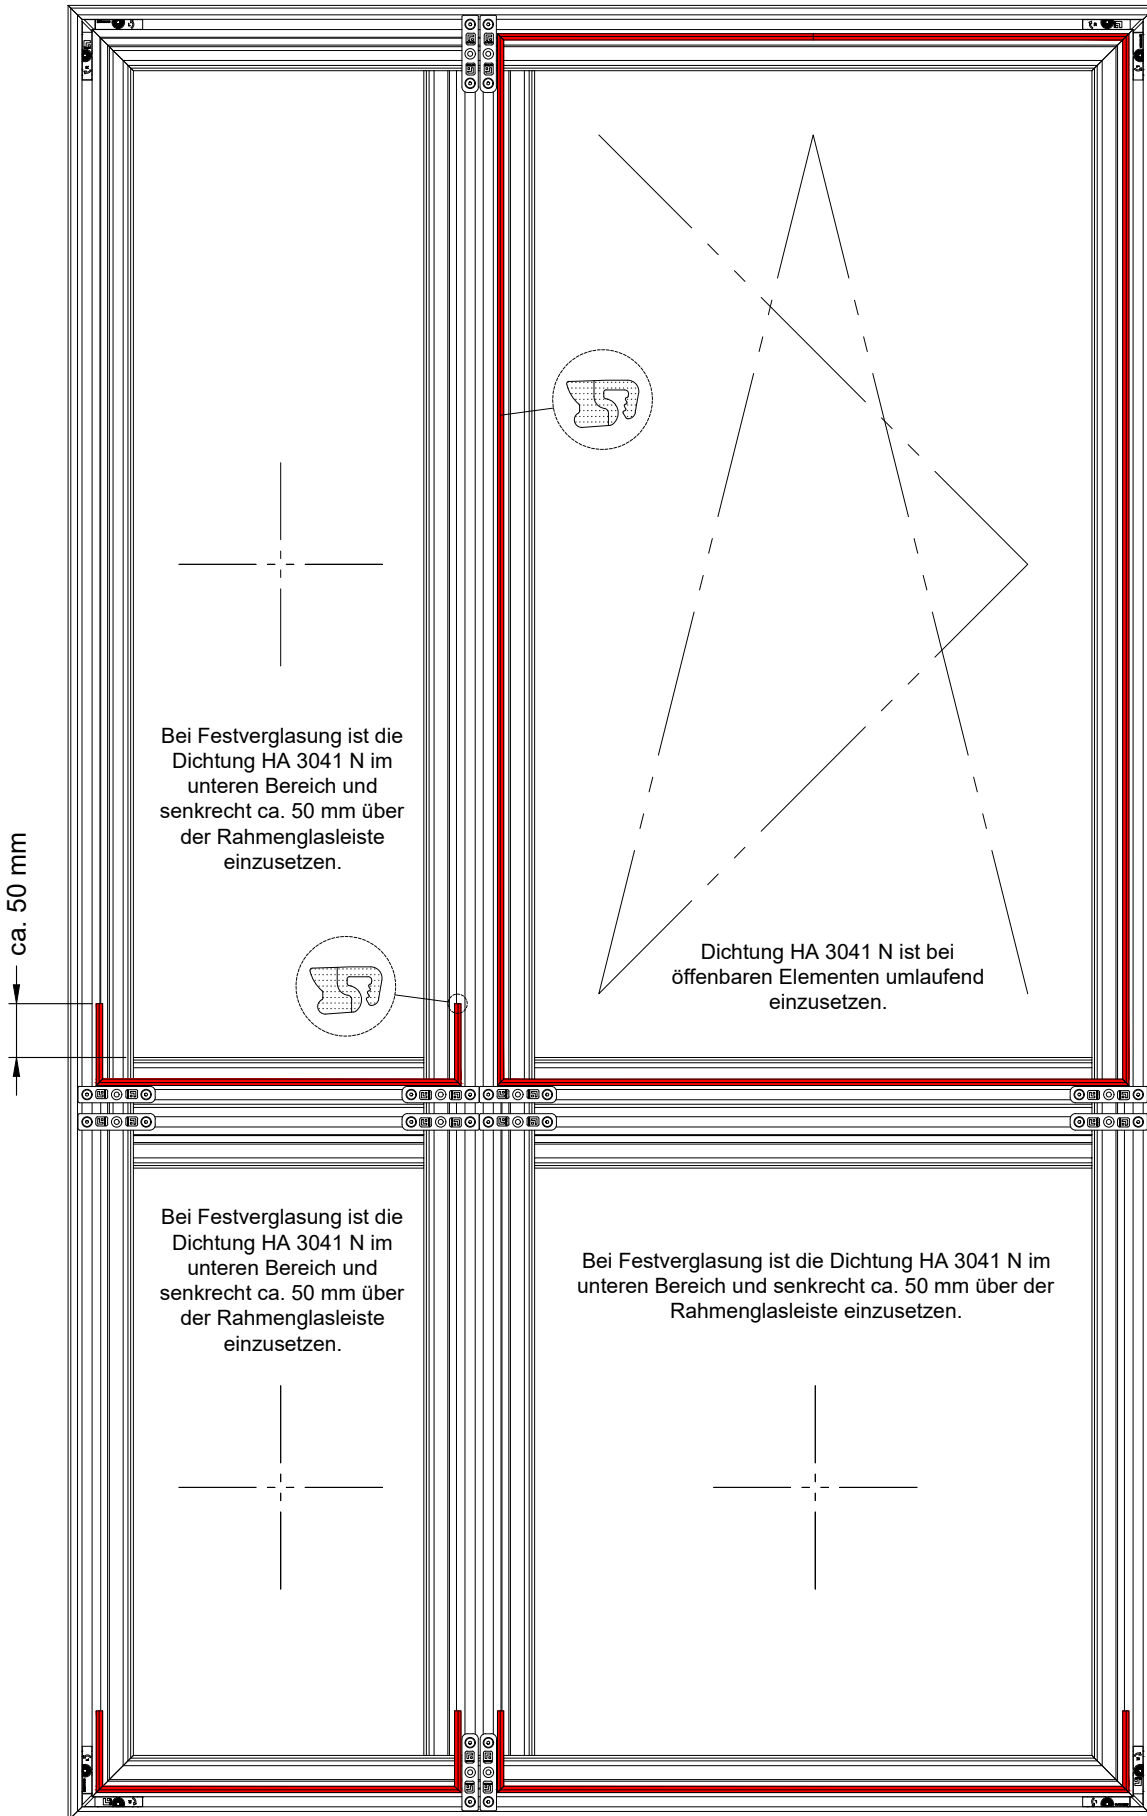 Bei Festverglasung ist die
Dichtung HA 3041 N im
unteren Bereich und
senkrecht ca. 50 mm über
der Rahmenglasleiste
einzusetzen.
ca. 50 mm
Dichtung HA 3041 N ist bei
öffenbaren Elementen umlaufend
einzusetzen.
Bei Festverglasung ist die
Dichtung HA 3041 N im
unteren Bereich und
senkrecht ca. 50 mm über
der Rahmenglasleiste
einzusetzen.
Bei Festverglasung ist die Dichtung HA 3041 N im
unteren Bereich und senkrecht ca. 50 mm über der
Rahmenglasleiste einzusetzen.